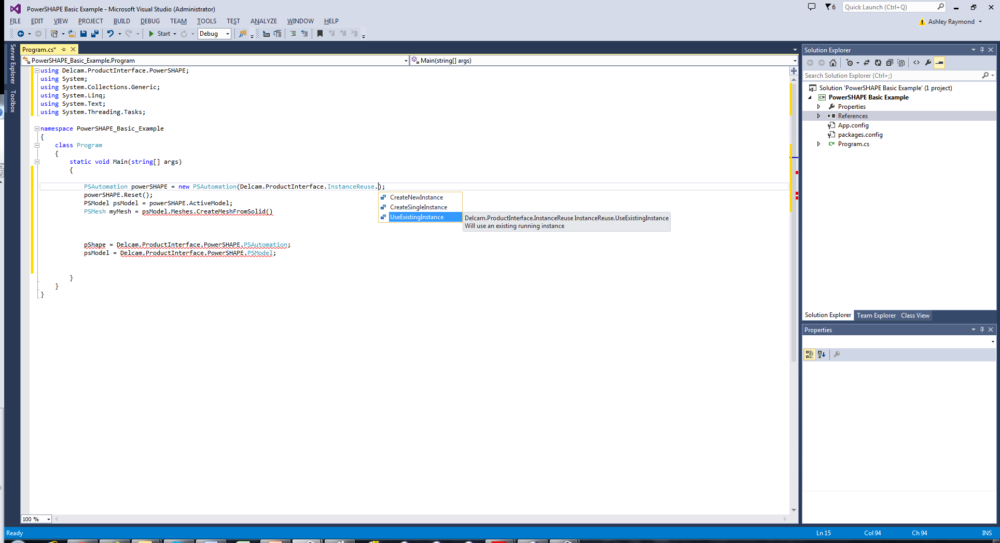 PowerSHAPE Basic Example - Microsoft Visual Studio (Administrator)
6
Quick Launch (Ctrl+Q)
FILE EDIT VIEW PROJECT BUILD DEBUG TEAM TOOLS TEST ANALYZE WINDOW HELP
Ashley Raymond
Start
Debug
Server Explorer
Toolbox
Program.cs*
PowerSHAPE_Basic_Example.Program
Main(string[] args)
using Delcam.ProductInterface.PowerSHAPE;
using System;
using System.Collections.Generic;
using System.Linq;
using System.Text;
using System.Threading.Tasks;
namespace PowerSHAPE_Basic_Example
{
class Program
{
static void Main(string[] args)
{
PSAutomation powerSHAPE = new PSAutomation(Delcam.ProductInterface.InstanceReuse.);
powerSHAPE.Reset();
PSModel psModel = powerSHAPE.ActiveModel;
PSMesh myMesh = psModel.Meshes.CreateMeshFromSolid()
CreateNewInstance
CreateSingleInstance
UseExistingInstance
Delcam.ProductInterface.InstanceReuse InstanceReuse.UseExistingInstance
Will use an existing running instance
pShape = Delcam.ProductInterface.PowerSHAPE.PSAutomation;
psModel = Delcam.ProductInterface.PowerSHAPE.PSModel;
}
}
}
100 %
Solution Explorer
Search Solution Explorer (Ctrl+;)
Solution 'PowerSHAPE Basic Example' (1 project)
C# PowerSHAPE Basic Example
Properties
References
App.config
packages.config
C# Program.cs
Solution Explorer Team Explorer Class View
Properties
Ready
Ln 15 Col 94 Ch 94 INS